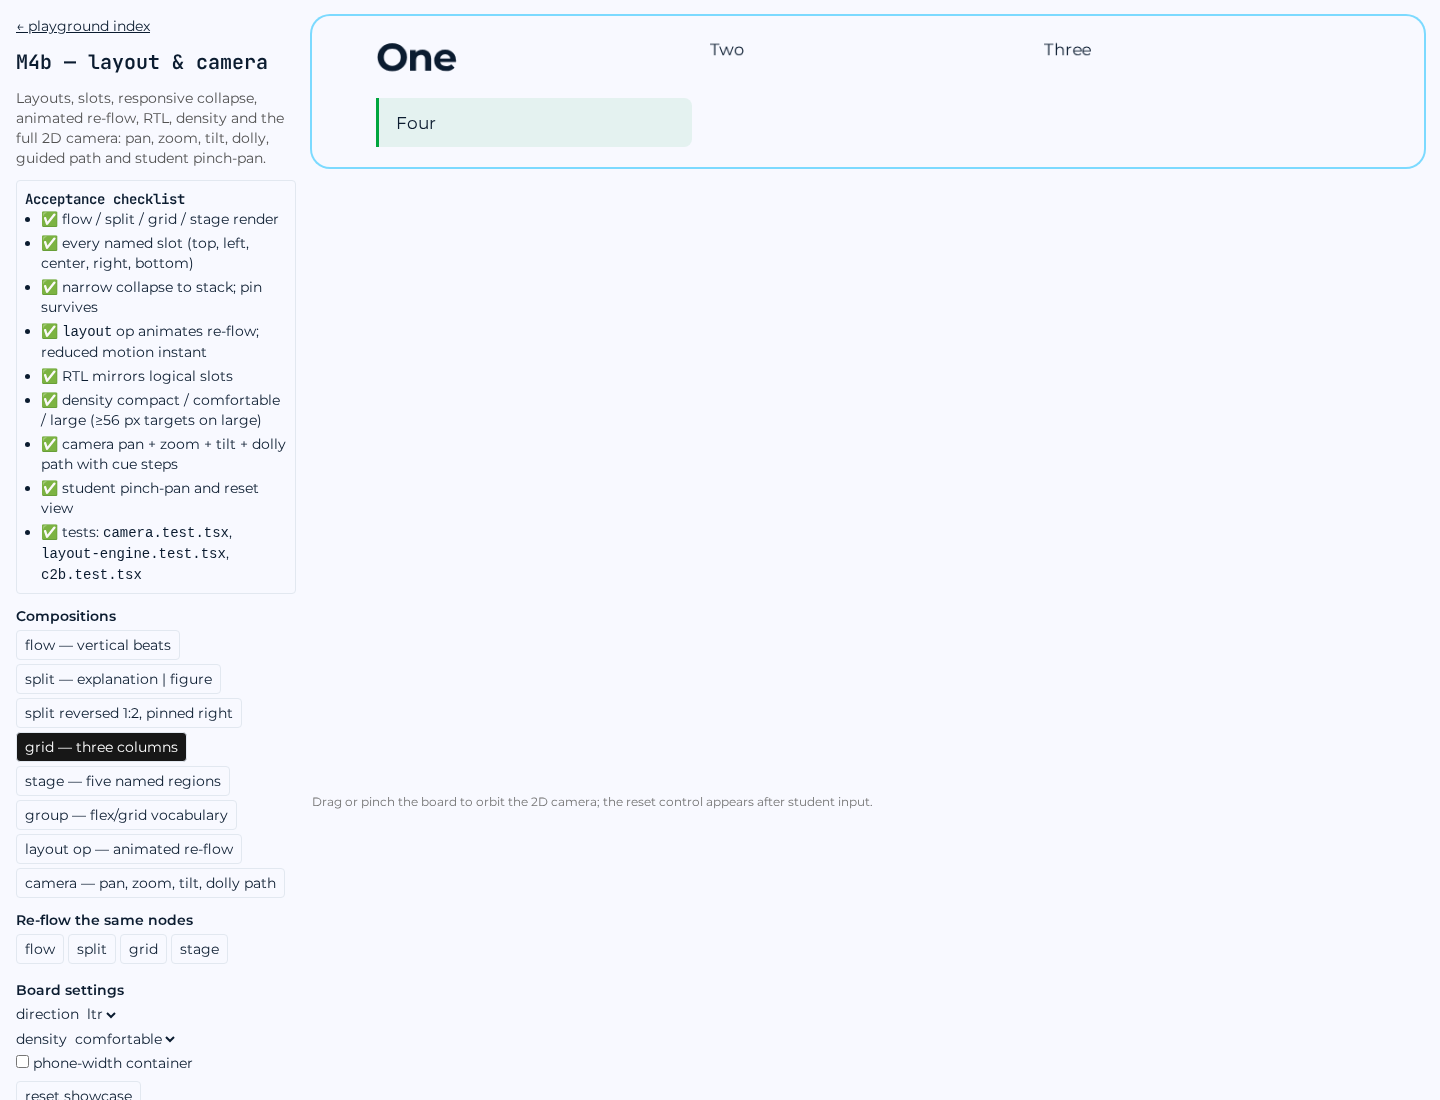 ← playground index
M4b — layout & camera
Layouts, slots, responsive collapse,
animated re-flow, RTL, density and the
full 2D camera: pan, zoom, tilt, dolly,
guided path and student pinch-pan.
Acceptance checklist
✅ flow / split / grid / stage render
✅ every named slot (top, left,
center, right, bottom)
✅ narrow collapse to stack; pin
survives
✅ layout op animates re-flow;
reduced motion instant
✅ RTL mirrors logical slots
✅ density compact / comfortable
/ large (≥56 px targets on large)
✅ camera pan + zoom + tilt + dolly
path with cue steps
✅ student pinch-pan and reset
view
✅ tests: camera.test.tsx,
layout-engine.test.tsx,
c2b.test.tsx
Compositions
flow — vertical beats
split — explanation | figure
split reversed 1:2, pinned right
grid — three columns
stage — five named regions
group — flex/grid vocabulary
layout op — animated re-flow
camera — pan, zoom, tilt, dolly path
Re-flow the same nodes
flow split grid stage
Board settings
direction ltr
density comfortable
phone-width container
reset showcase
One Two Three
Four
Drag or pinch the board to orbit the 2D camera; the reset control appears after student input.